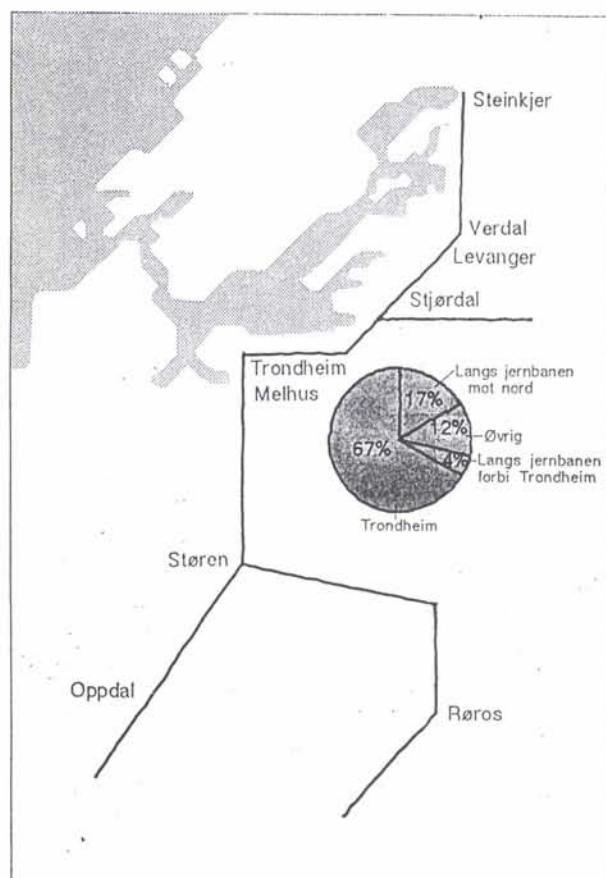 Steinkjer
Verdal
Levanger
Stjørdal
Trondheim
Melhus
Langs jernbanen
mot nord
17%
12%
Øvrig
67%
4%
Langs jernbanen
forbi Trondheim
Trondheim
Støren
Oppdal
Røros